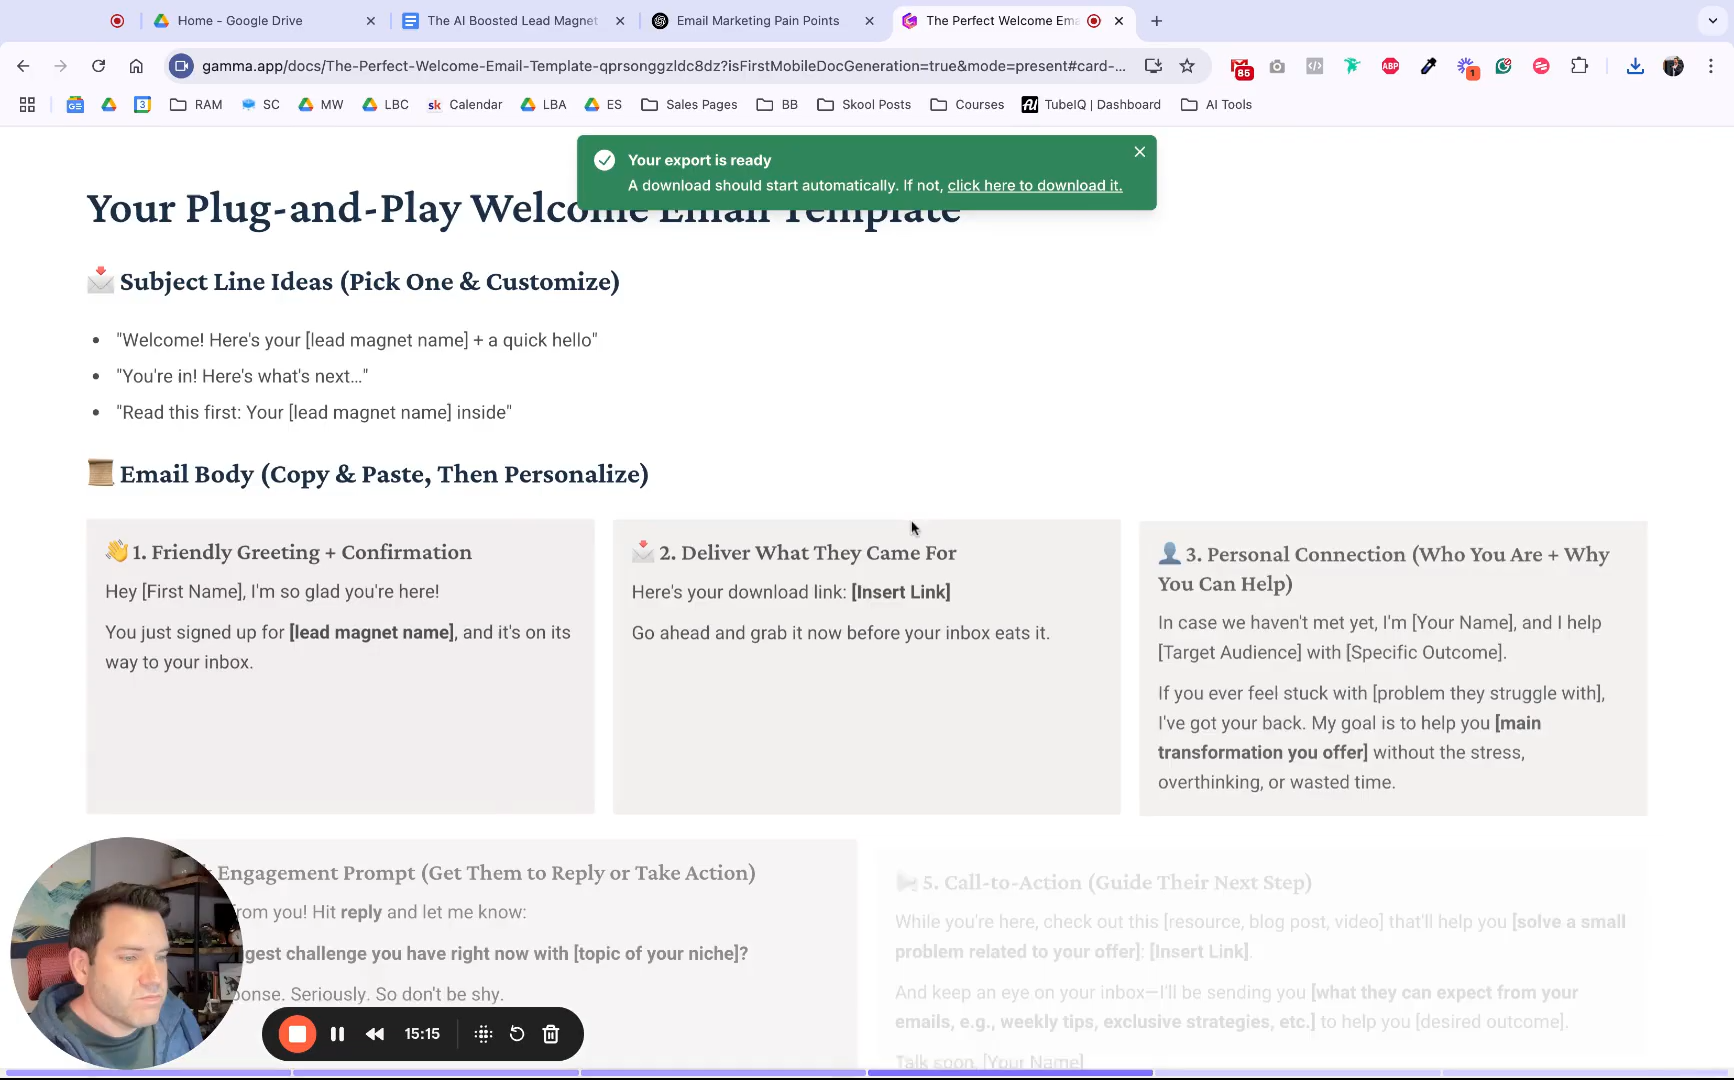 Home - Google Drive
The AI Boosted Lead Magnet
Email Marketing Pain Points
The Perfect Welcome Ema
gamma.app/docs/The-Perfect-Welcome-Email-Template-qprsonggzldc8dz?isFirstMobileDocGeneration=true&mode=present#card-...
85
ABP
1
3
RAM
SC
MW
LBC
sk Calendar
LBA
ES
Sales Pages
BB
Skool Posts
Courses
TubeIQ | Dashboard
AI Tools
Your export is ready
A download should start automatically. If not, click here to download it.
Your Plug-and-Play Welcome Email Template
Subject Line Ideas (Pick One & Customize)
• "Welcome! Here's your [lead magnet name] + a quick hello"
• "You're in! Here's what's next..."
• "Read this first: Your [lead magnet name] inside"
Email Body (Copy & Paste, Then Personalize)
1. Friendly Greeting + Confirmation
Hey [First Name], I'm so glad you're here!
You just signed up for [lead magnet name], and it's on its
way to your inbox.
2. Deliver What They Came For
Here's your download link: [Insert Link]
Go ahead and grab it now before your inbox eats it.
3. Personal Connection (Who You Are + Why
You Can Help)
In case we haven't met yet, I'm [Your Name], and I help
[Target Audience] with [Specific Outcome].
If you ever feel stuck with [problem they struggle with],
I've got your back. My goal is to help you [main
transformation you offer] without the stress,
overthinking, or wasted time.
Engagement Prompt (Get Them to Reply or Take Action)
from you! Hit reply and let me know:
gest challenge you have right now with [topic of your niche]?
ponse. Seriously. So don't be shy.
5. Call-to-Action (Guide Their Next Step)
While you're here, check out this [resource, blog post, video] that'll help you [solve a small
problem related to your offer]: [Insert Link].
And keep an eye on your inbox—I'll be sending you [what they can expect from your
emails, e.g., weekly tips, exclusive strategies, etc.] to help you [desired outcome].
Talk soon, [Your Name]
15:15